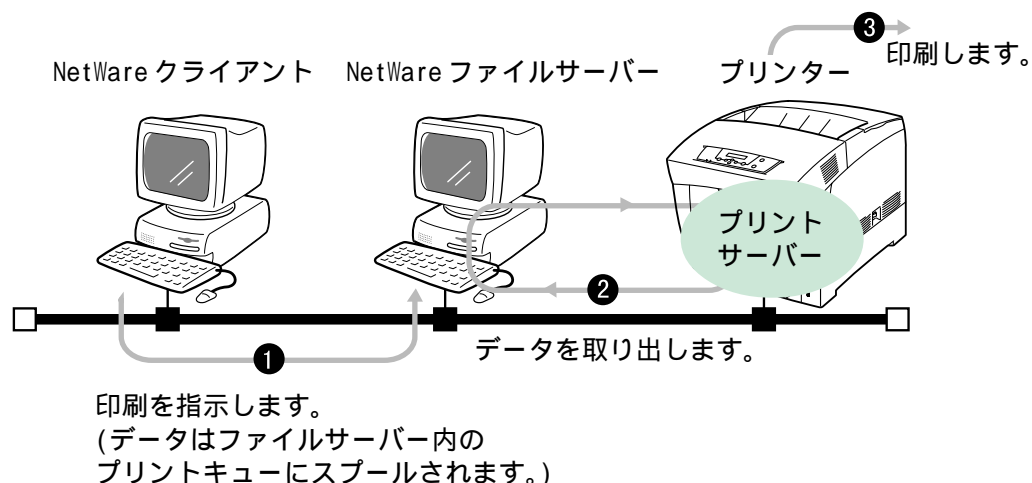 ❸
印刷します。
NetWare クライアント
NetWare ファイルサーバー
プリンター
プリント
サーバー
❷
❶
データを取り出します。
印刷を指示します。
(データはファイルサーバー内の
プリントキューにスプールされます。)